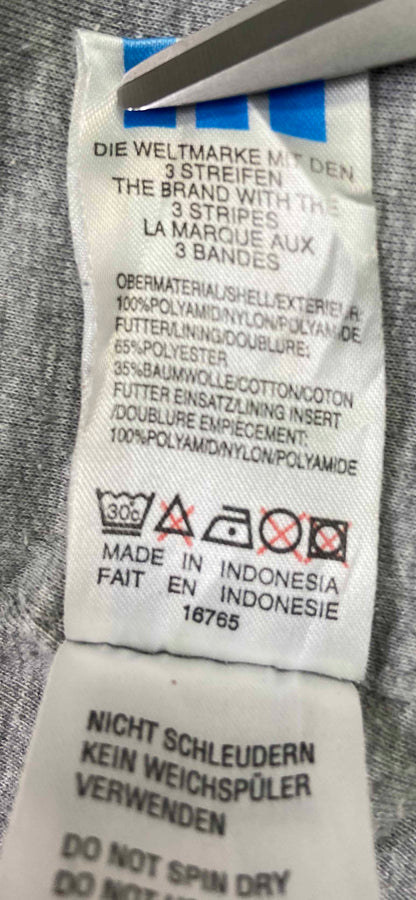 DIE WELTMARKE MIT DEN
3 STREIFEN
THE BRAND WITH THE
3 STRIPES
LA MARQUE AUX
3 BANDES
OBERMATERIAL/SHELL/EXTERIEUR:
100%POLYAMID/NYLON/POLYAMIDE
FUTTER/LINING/DOUBLURE:
65%POLYESTER
35%BAUMWOLLE/COTTON/COTON
FUTTER EINSATZ/LINING INSERT
/DOUBLURE EMPIECEMENT:
100%POLYAMID/NYLON/POLYAMIDE
30c
MADE IN INDONESIA
FAIT EN INDONESIE
16765
NICHT SCHLEUDERN
KEIN WEICHSPÜLER
VERWENDEN
DO NOT SPIN DRY
DO NOT